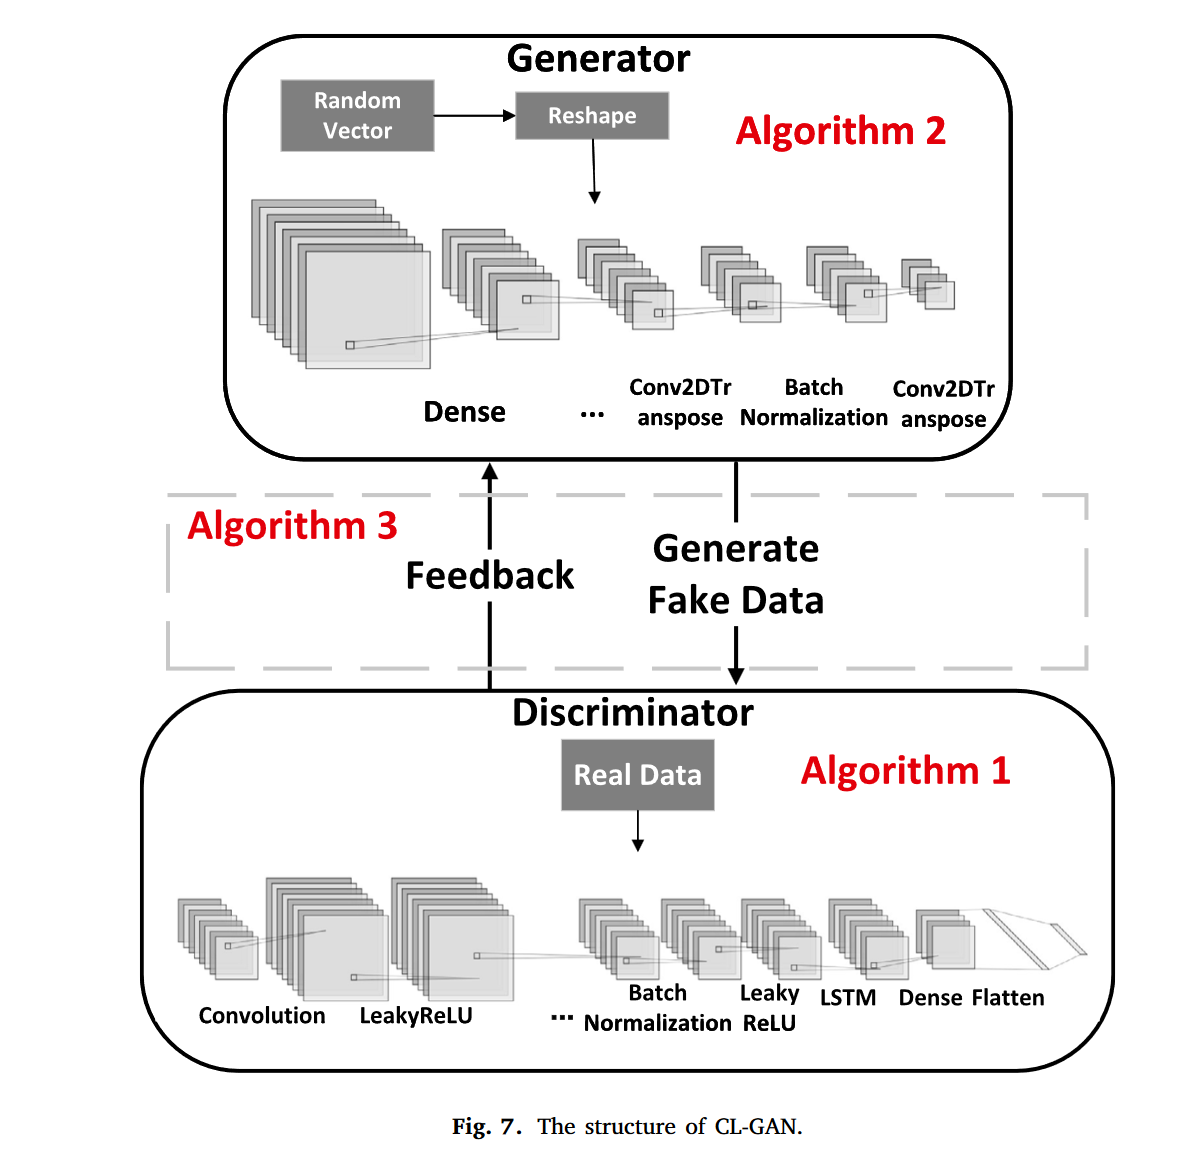 Generator
Random
Vector
Reshape
Algorithm 2
Dense
...
Conv2DTr
anspose
Batch
Normalization
Conv2DTr
anspose
Algorithm 3
Feedback
Generate
Fake Data
Discriminator
Real Data
Algorithm 1
Convolution
LeakyReLU
...
Batch
Normalization
Leaky
ReLU
LSTM
Dense
Flatten
Fig. 7. The structure of CL-GAN.